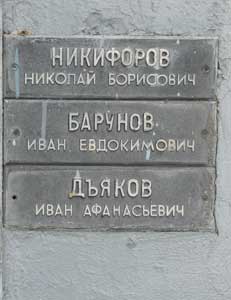 НИКИФОРОВ
НИКОЛАЙ БОРИСОВИЧ
БАРУНОВ
ИВАН ЕВДОКИМОВИЧ
ДЪЯКОВ
ИВАН АФАНАСЬЕВИЧ